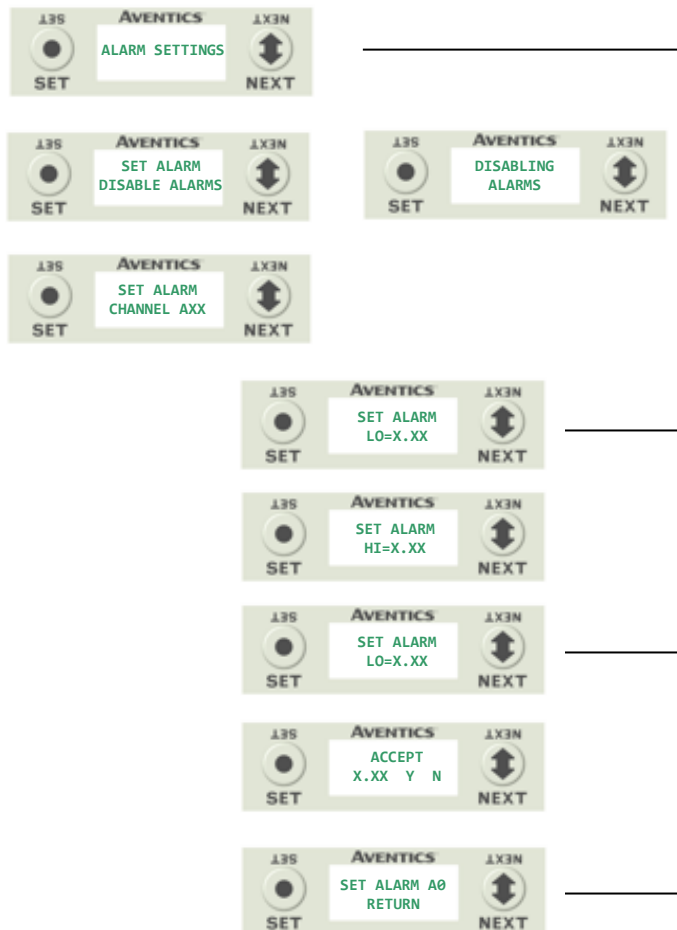 SET AVENTICS NEXT
ALARM SETTINGS
SET NEXT
SET AVENTICS NEXT
SET ALARM
DISABLE ALARMS
SET NEXT
SET AVENTICS NEXT
DISABLING
ALARMS
SET NEXT
SET AVENTICS NEXT
SET ALARM
CHANNEL AXX
SET NEXT
SET AVENTICS NEXT
SET ALARM
LO=X.XX
SET NEXT
SET AVENTICS NEXT
SET ALARM
HI=X.XX
SET NEXT
SET AVENTICS NEXT
SET ALARM
LO=X.XX
SET NEXT
SET AVENTICS NEXT
ACCEPT
X.XX Y N
SET NEXT
SET AVENTICS NEXT
SET ALARM A0
RETURN
SET NEXT